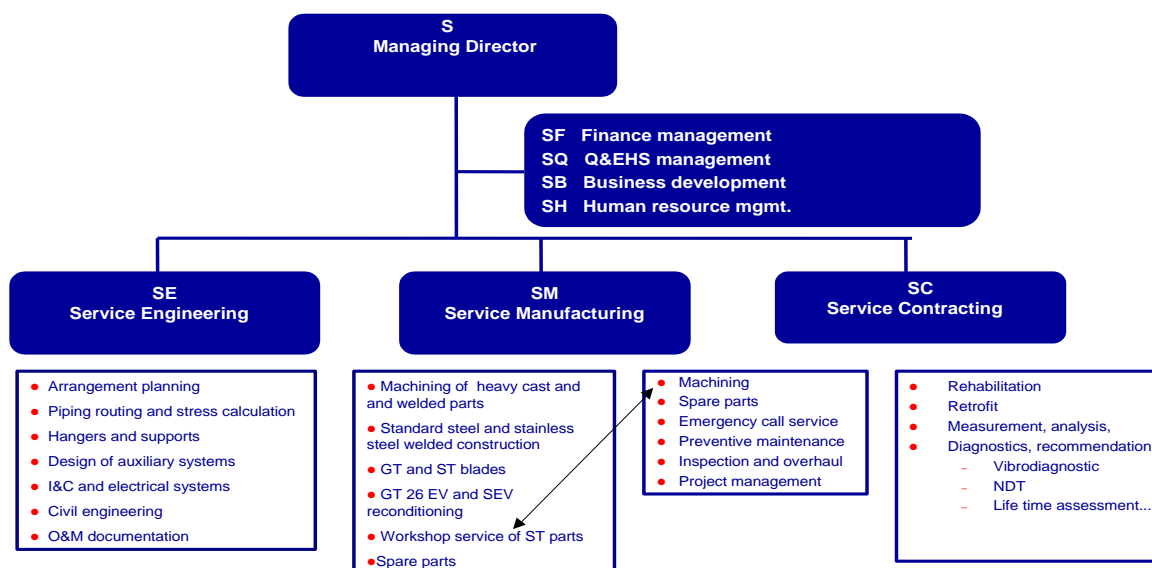 S
Managing Director
SF Finance management
SQ Q&EHS management
SB Business development
SH Human resource mgmt.
SE
Service Engineering
SM
Service Manufacturing
SC
Service Contracting
● Arrangement planning
● Piping routing and stress calculation
● Hangers and supports
● Design of auxiliary systems
● I&C and electrical systems
● Civil engineering
● O&M documentation
● Machining of heavy cast and
and welded parts
● Standard steel and stainless
steel welded construction
● GT and ST blades
● GT 26 EV and SEV
reconditioning
● Workshop service of ST parts
●Spare parts
● Machining
● Spare parts
● Emergency call service
● Preventive maintenance
● Inspection and overhaul
● Project management
● Rehabilitation
● Retrofit
● Measurement, analysis,
● Diagnostics, recommendation
– Vibrodiagnostic
– NDT
– Life time assessment...